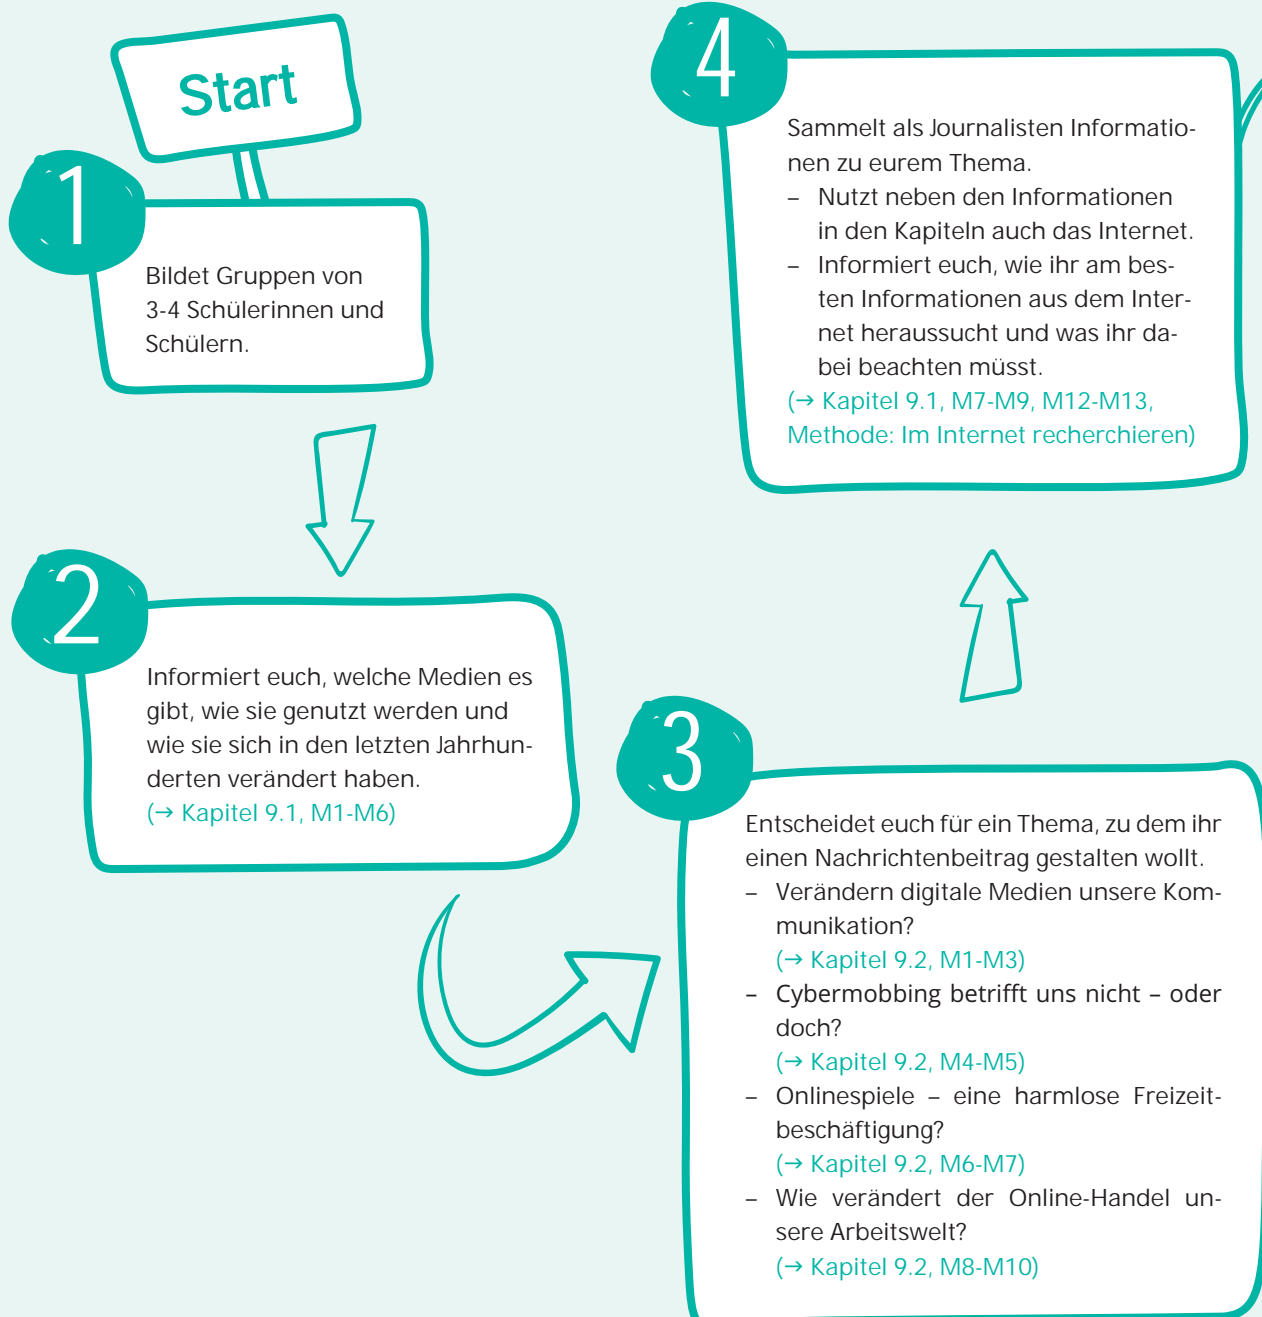 Start
1
Bildet Gruppen von
3-4 Schülerinnen und
Schülern.
2
Informiert euch, welche Medien es
gibt, wie sie genutzt werden und
wie sie sich in den letzten Jahrhun-
derten verändert haben.
(→ Kapitel 9.1, M1-M6)
3
Entscheidet euch für ein Thema, zu dem ihr
einen Nachrichtenbeitrag gestalten wollt.
– Verändern digitale Medien unsere Kom-
munikation?
(→ Kapitel 9.2, M1-M3)
– Cybermobbing betrifft uns nicht – oder
doch?
(→ Kapitel 9.2, M4-M5)
– Onlinespiele – eine harmlose Freizeit-
beschäftigung?
(→ Kapitel 9.2, M6-M7)
– Wie verändert der Online-Handel un-
sere Arbeitswelt?
(→ Kapitel 9.2, M8-M10)
4
Sammelt als Journalisten Informatio-
nen zu eurem Thema.
– Nutzt neben den Informationen
in den Kapiteln auch das Internet.
– Informiert euch, wie ihr am bes-
ten Informationen aus dem Inter-
net heraussucht und was ihr da-
bei beachten müsst.
(→ Kapitel 9.1, M7-M9, M12-M13,
Methode: Im Internet recherchieren)